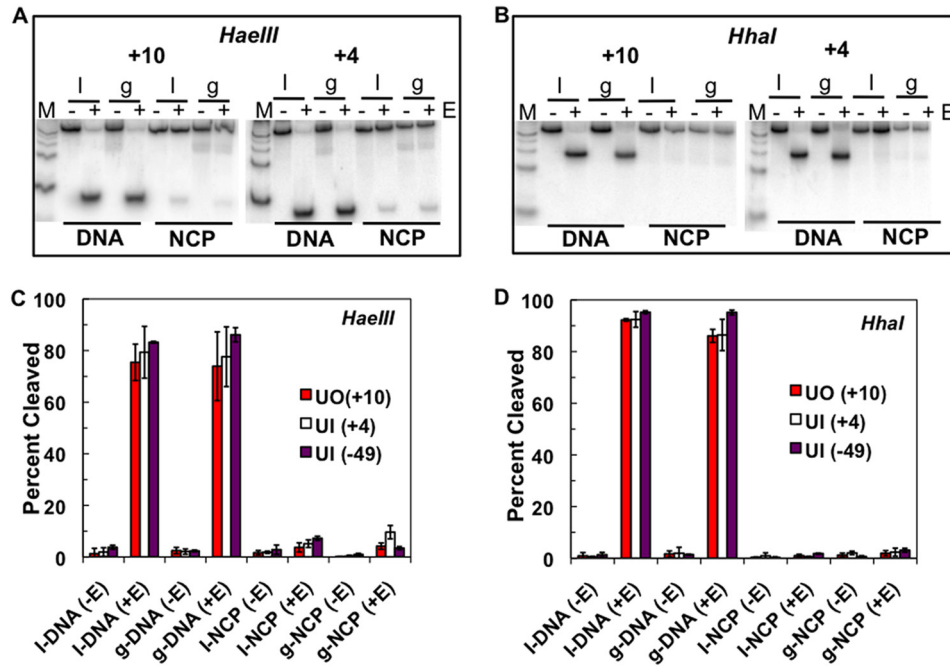 A
HaeIII
+10
+4
I g I g
I g I g
M - + - + - + - +
M - + - + - + - + E
DNA NCP
DNA NCP
B
HhaI
+10
+4
I g I g
I g I g
M - + - + - + - +
M - + - + - + - + E
DNA NCP
DNA NCP
C
HaeIII
Percent Cleaved
100
80
60
40
20
0
UO(+10)
UI (+4)
UI (-49)
I-DNA (-E)
I-DNA (+E)
g-DNA (-E)
g-DNA (+E)
I-NCP (-E)
I-NCP (+E)
g-NCP (-E)
g-NCP (+E)
D
HhaI
Percent Cleaved
100
80
60
40
20
0
UO (+10)
UI (+4)
UI (-49)
I-DNA (-E)
I-DNA (+E)
g-DNA (-E)
g-DNA (+E)
I-NCP (-E)
I-NCP (+E)
g-NCP (-E)
g-NCP (+E)